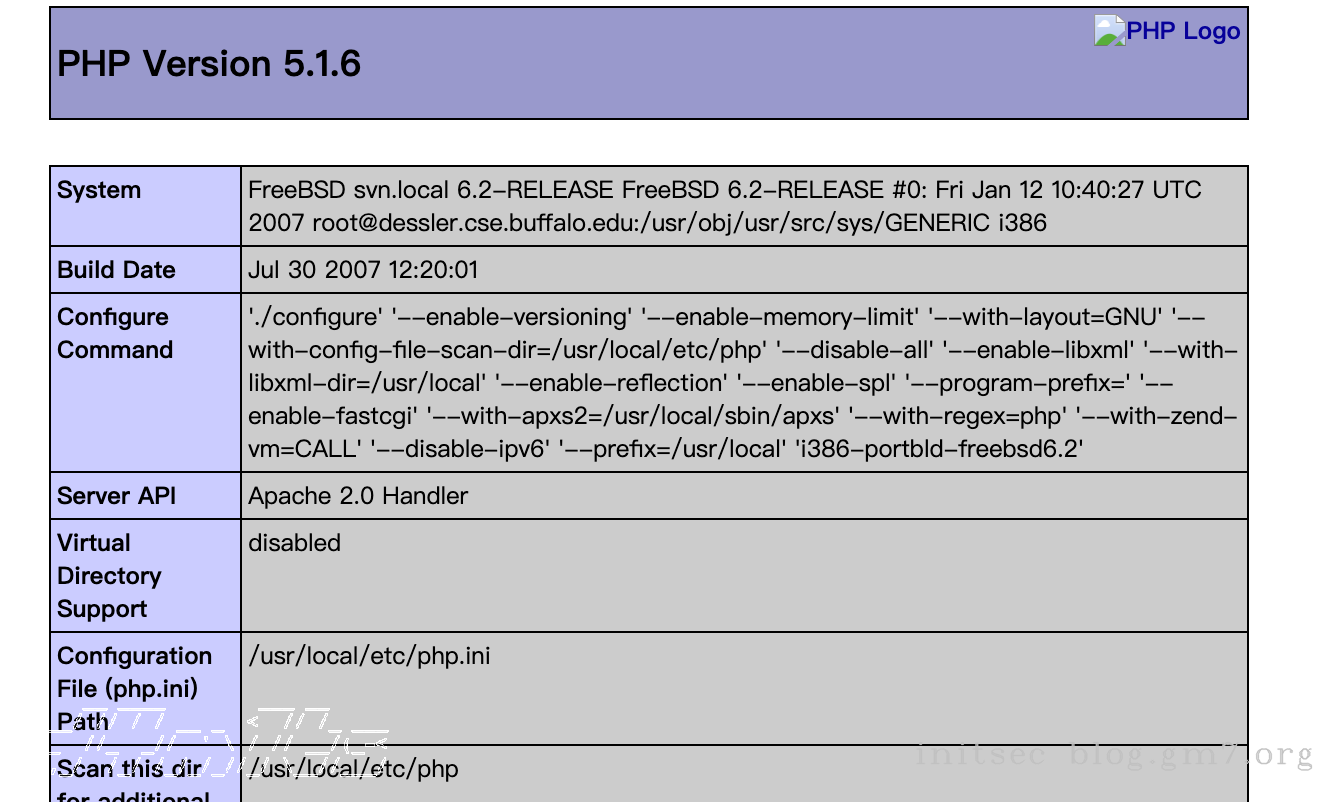 PHP Logo
PHP Version 5.1.6
System
FreeBSD svn.local 6.2-RELEASE FreeBSD 6.2-RELEASE #0: Fri Jan 12 10:40:27 UTC
2007 root@dessler.cse.buffalo.edu:/usr/obj/usr/src/sys/GENERIC i386
Build Date
Jul 30 2007 12:20:01
Configure
Command
'./configure' '--enable-versioning' '--enable-memory-limit' '--with-layout=GNU' '--
with-config-file-scan-dir=/usr/local/etc/php' '--disable-all' '--enable-libxml' '--with-
libxml-dir=/usr/local' '--enable-reflection' '--enable-spl' '--program-prefix=' '--
enable-fastcgi' '--with-apxs2=/usr/local/sbin/apxs' '--with-regex=php' '--with-zend-
vm=CALL' '--disable-ipv6' '--prefix=/usr/local' 'i386-portbld-freebsd6.2'
Server API
Apache 2.0 Handler
Virtual
Directory
Support
disabled
Configuration
File (php.ini)
Path
/usr/local/etc/php.ini
Scan this dir
for additional
/usr/local/etc/php
initsec blog.gm7.org